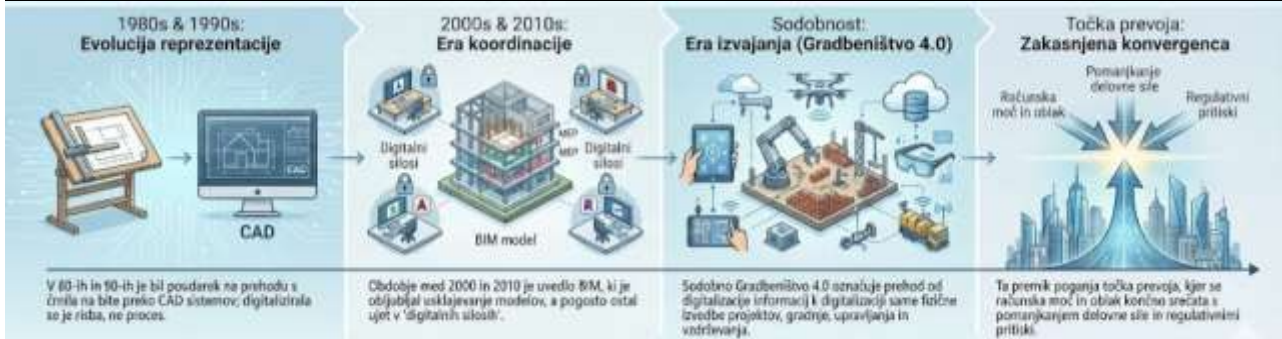 1980s & 1990s:
Evolucija reprezentacije
CAD
CAD
V 80-ih in 90-ih je bil poudarek na prehodu s
črnila na bite preko CAD sistemov; digitalizirala
se je risba, ne proces.
2000s & 2010s:
Era koordinacije
A
Digitalni
silosi
Digitalni
silosi
MEP
MEP
A
BIM model
Obdobje med 2000 in 2010 je uvedlo BIM, ki je
obljubljal usklajevanje modelov, a pogosto ostal
ujet v 'digitalnih silosih'.
Sodobnost:
Era izvajanja (Gradbeništvo 4.0)
Sodobno Gradbeništvo 4.0 označuje prehod od
digitalizacije informacij k digitalizaciji same fizične
izvedbe projektov, gradnje, upravljanja in
vzdrževanja.
Točka prevoja:
Zakasnjena konvergenca
Pomanjkanje
delovne sile
Računska
moč in oblak
Regulativni
pritiski
Ta premik poganja točka prevoja, kjer se
računska moč in oblak končno srečata s
pomanjkanjem delovne sile in regulativnimi
pritiski.